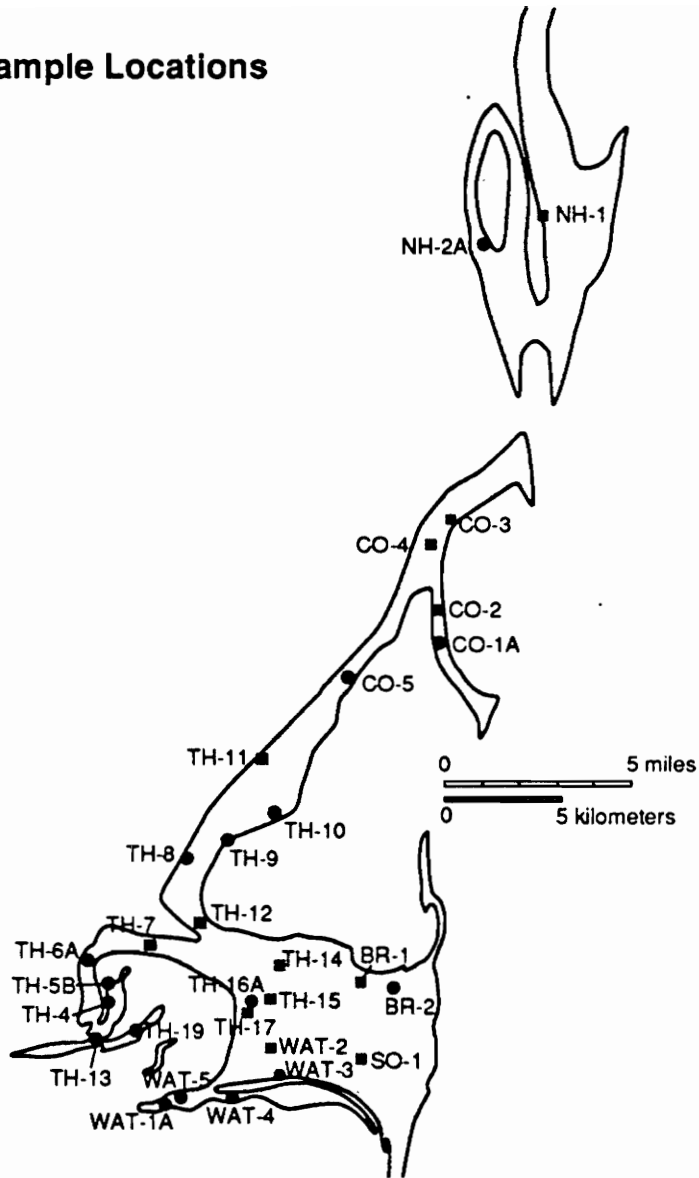 ample Locations
NH-1
NH-2A
CO-3
CO-4
CO-2
CO-1A
CO-5
TH-11
0 5 miles
0 5 kilometers
TH-10
TH-9
TH-8
TH-12
TH-7
TH-6A
TH-14
BR-1
TH-5B
TH-16A
TH-15
BR-2
TH-4
TH-17
TH-19
WAT-2
SO-1
TH-13
WAT-3
WAT-5
WAT-1A
WAT-4